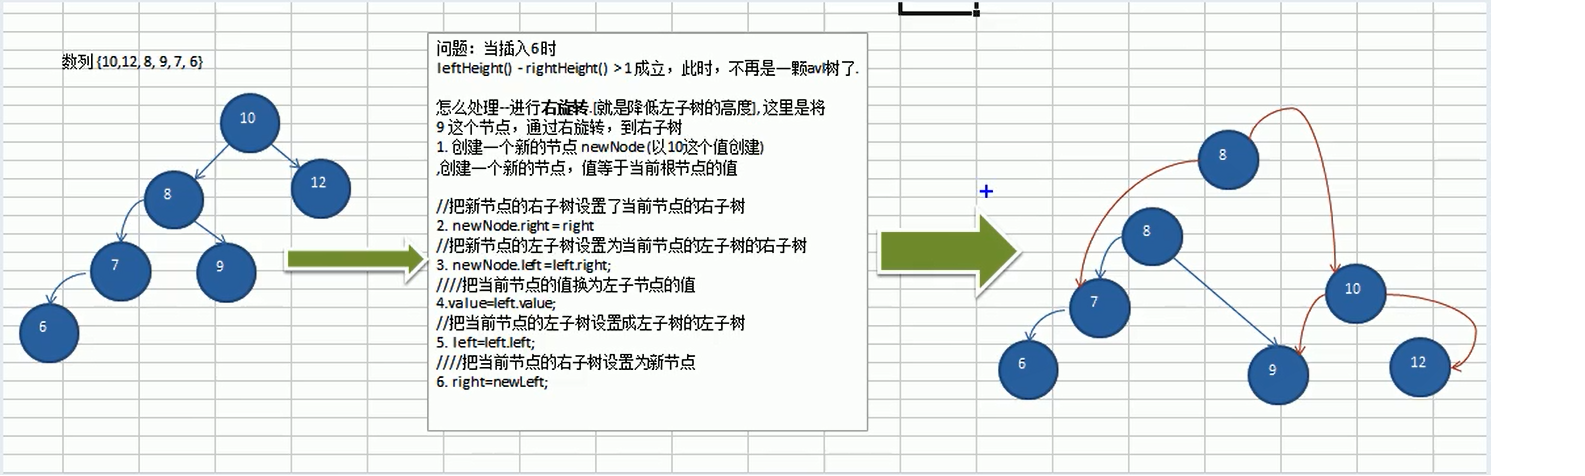 数列 {10,12, 8, 9, 7, 6}
10
8
12
7
9
6
问题：当插入6时
leftHeight() - rightHeight() > 1成立，此时，不再是一颗avl树了.
怎么处理--进行右旋转.[就是降低左子树的高度], 这里是将
9 这个节点，通过右旋转，到右子树
1. 创建一个新的节点 newNode (以10这个值创建)
,创建一个新的节点，值等于当前根节点的值
//把新节点的右子树设置了当前节点的右子树
2. newNode.right = right
//把新节点的左子树设置为当前节点的左子树的右子树
3. newNode.left =left.right;
////把当前节点的值换为左子节点的值
4.value=left.value;
//把当前节点的左子树设置成左子树的左子树
5. left=left.left;
////把当前节点的右子树设置为新节点
6. right=newLeft;
8
8
7
10
6
9
12